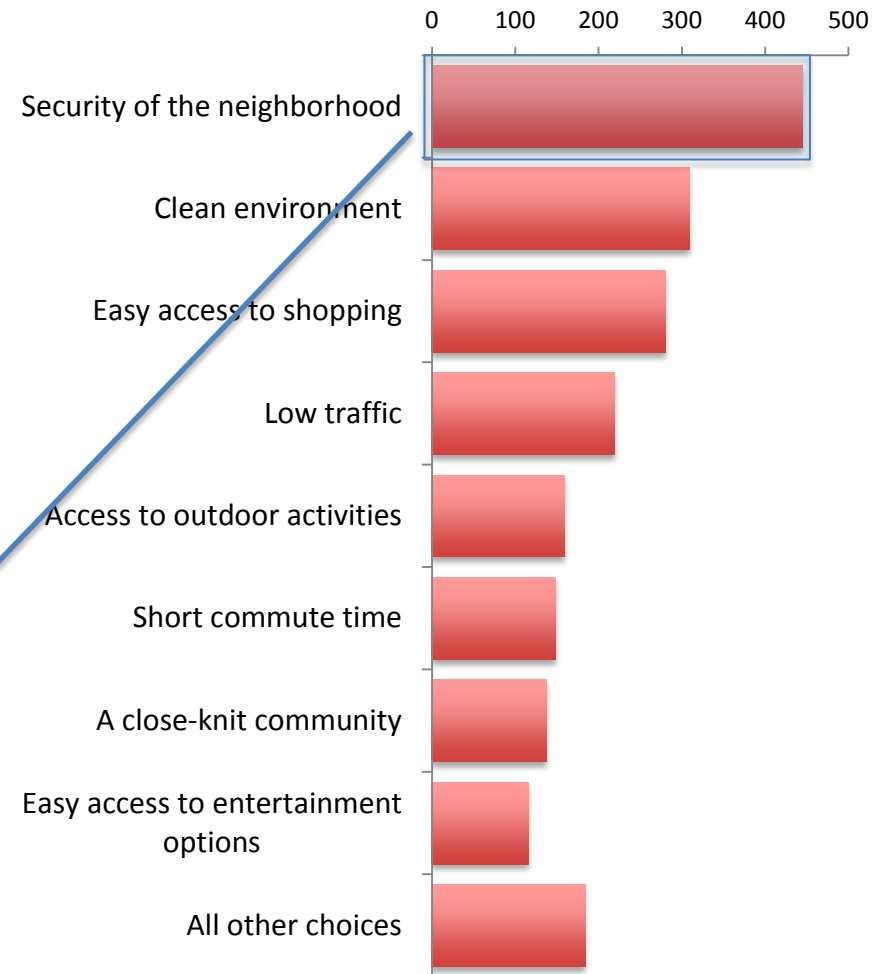 0 100 200 300 400 500
Security of the neighborhood
Clean environment
Easy access to shopping
Low traffic
Access to outdoor activities
Short commute time
A close-knit community
Easy access to entertainment
options
All other choices